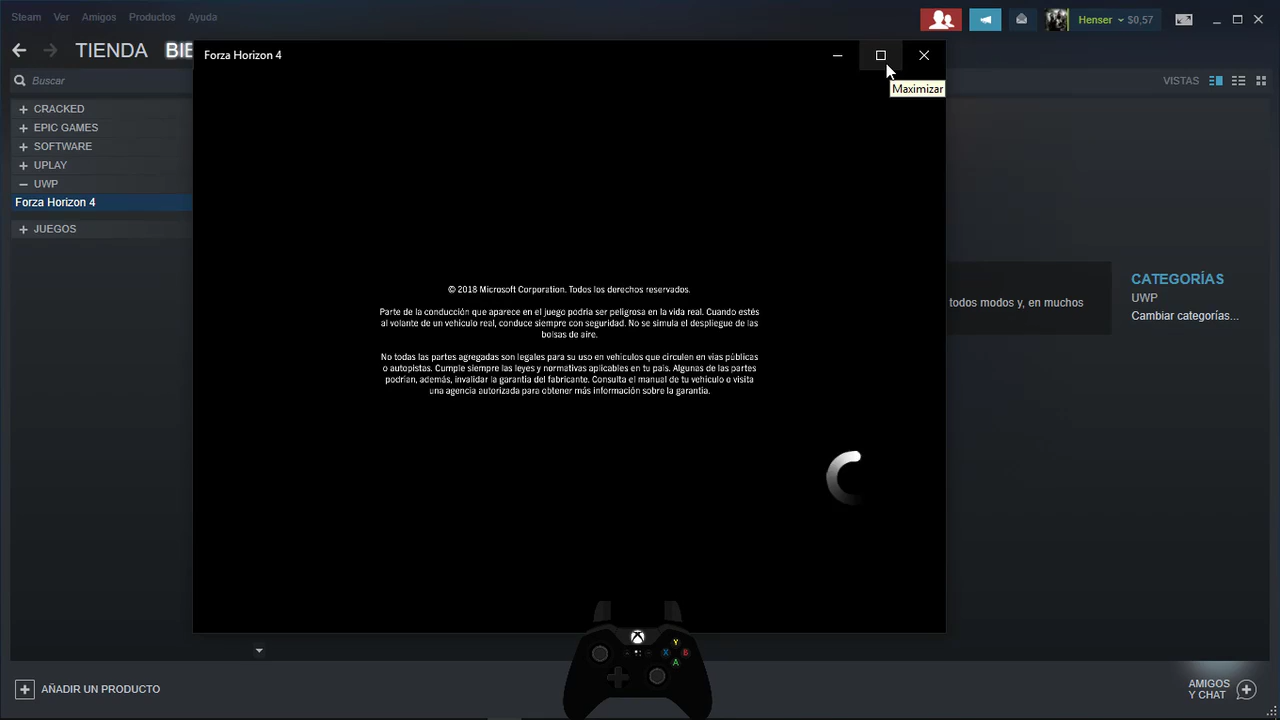 Steam Ver Amigos Productos Ayuda
Henser $0,57
TIENDA BIE
Forza Horizon 4
Maximizar
Buscar
VISTAS
CRACKED
EPIC GAMES
SOFTWARE
UPLAY
UWP
Forza Horizon 4
JUEGOS
© 2018 Microsoft Corporation. Todos los derechos reservados.
Parte de la conducción que aparece en el juego podría ser peligrosa en la vida real. Cuando estés
al volante de un vehículo real, conduce siempre con seguridad. No se simula el despliegue de las
bolsas de aire.
No todas las partes agregadas son legales para su uso en vehículos que circulen en vías públicas
o autopistas. Cumple siempre las leyes y normativas aplicables en tu país. Algunas de las partes
podrían, además, invalidar la garantía del fabricante. Consulta el manual de tu vehículo o visita
una agencia autorizada para obtener más información sobre la garantía.
todos modos y, en muchos
CATEGORÍAS
UWP
Cambiar categorías...
Y
X B
A
AÑADIR UN PRODUCTO
AMIGOS
Y CHAT